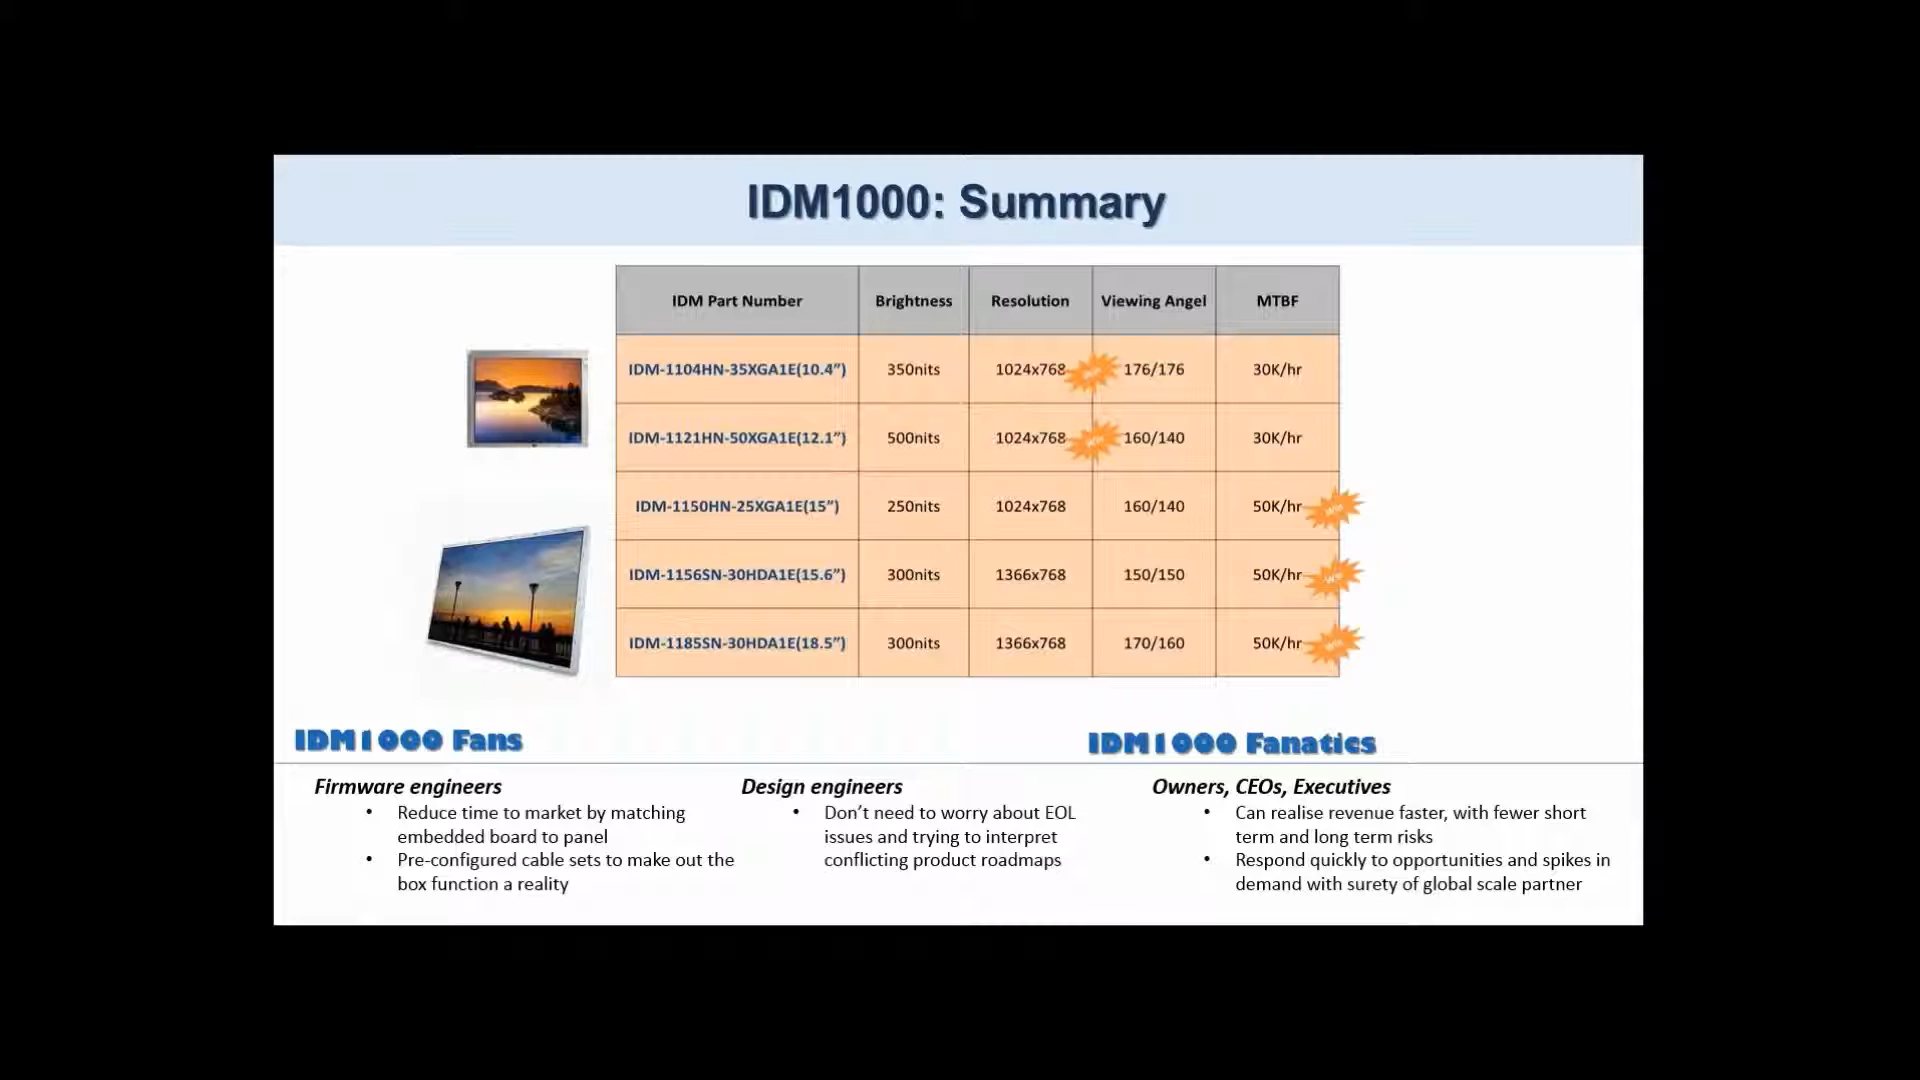 IDM1000: Summary
IDM Part Number Brightness Resolution Viewing Angel MTBF
IDM-1104HN-35XGA1E(10.4”) 350nits 1024x768 176/176 30K/hr
IDM-1121HN-50XGA1E(12.1”) 500nits 1024x768 160/140 30K/hr
IDM-1150HN-25XGA1E(15”) 250nits 1024x768 160/140 50K/hr Win
IDM-1156SN-30HDA1E(15.6”) 300nits 1366x768 150/150 50K/hr
IDM-1185SN-30HDA1E(18.5”) 300nits 1366x768 170/160 50K/hr Win
IDM1000 Fans
IDM1000 Fanatics
Firmware engineers
• Reduce time to market by matching
embedded board to panel
• Pre-configured cable sets to make out the
box function a reality
Design engineers
• Don’t need to worry about EOL
issues and trying to interpret
conflicting product roadmaps
Owners, CEOs, Executives
• Can realise revenue faster, with fewer short
term and long term risks
• Respond quickly to opportunities and spikes in
demand with surety of global scale partner